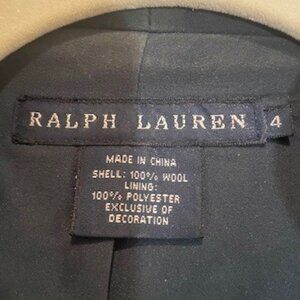 RALPH LAUREN 4
MADE IN CHINA
SHELL: 100% WOOL
LINING:
100% POLYESTER
EXCLUSIVE OF
DECORATION